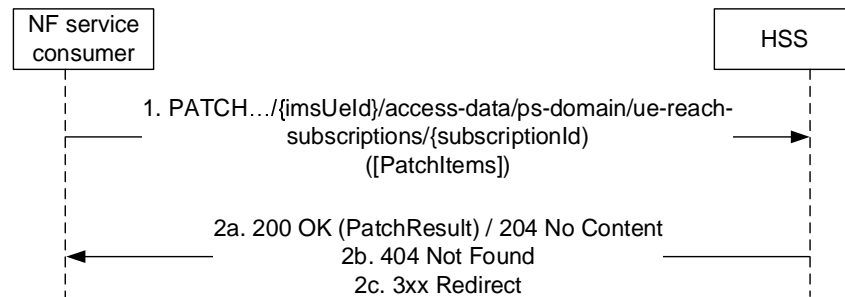 NF service
consumer
HSS
1. PATCH…/{imsUeId}/access-data/ps-domain/ue-reach-
subscriptions/{subscriptionId)
([PatchItems])
2a. 200 OK (PatchResult) / 204 No Content
2b. 404 Not Found
2c. 3xx Redirect